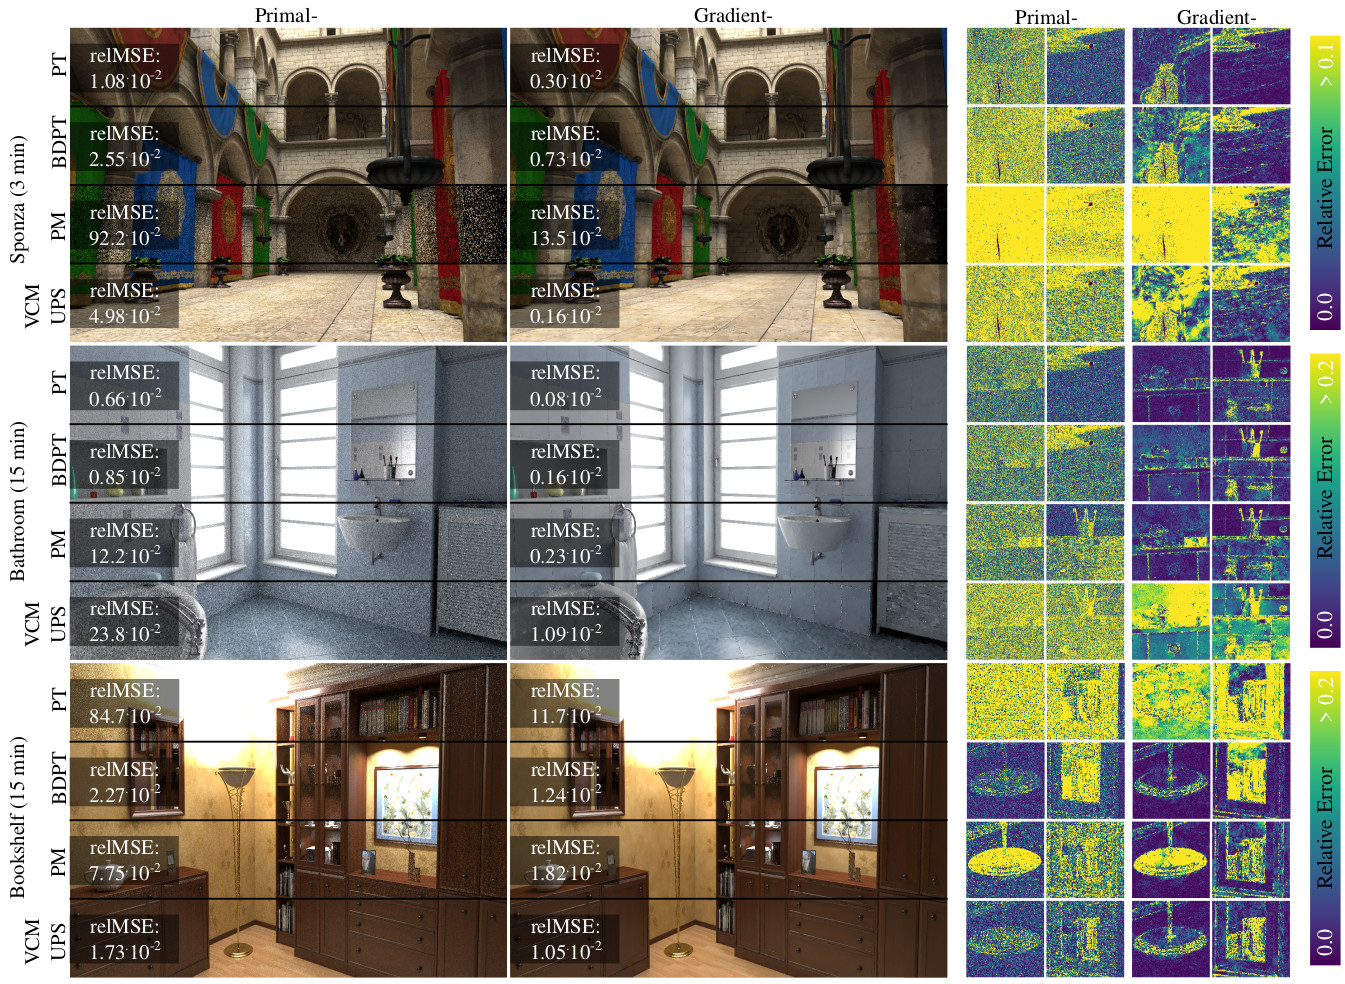 Primal-
Gradient-
Primal-
Gradient-
Sponza (3 min)
PT
relMSE:
1.08·10⁻²
relMSE:
0.30·10⁻²
BDPT
relMSE:
2.55·10⁻²
relMSE:
0.73·10⁻²
PM
relMSE:
92.2·10⁻²
relMSE:
13.5·10⁻²
VCM
UPS
relMSE:
4.98·10⁻²
relMSE:
0.16·10⁻²
0.0
Relative Error
> 0.1
Bathroom (15 min)
PT
relMSE:
0.66·10⁻²
relMSE:
0.08·10⁻²
BDPT
relMSE:
0.85·10⁻²
relMSE:
0.16·10⁻²
PM
relMSE:
12.2·10⁻²
relMSE:
0.23·10⁻²
VCM
UPS
relMSE:
23.8·10⁻²
relMSE:
1.09·10⁻²
0.0
Relative Error
> 0.2
Bookshelf (15 min)
PT
relMSE:
84.7·10⁻²
relMSE:
11.7·10⁻²
BDPT
relMSE:
2.27·10⁻²
relMSE:
1.24·10⁻²
PM
relMSE:
7.75·10⁻²
relMSE:
1.82·10⁻²
VCM
UPS
relMSE:
1.73·10⁻²
relMSE:
1.05·10⁻²
0.0
Relative Error
> 0.2